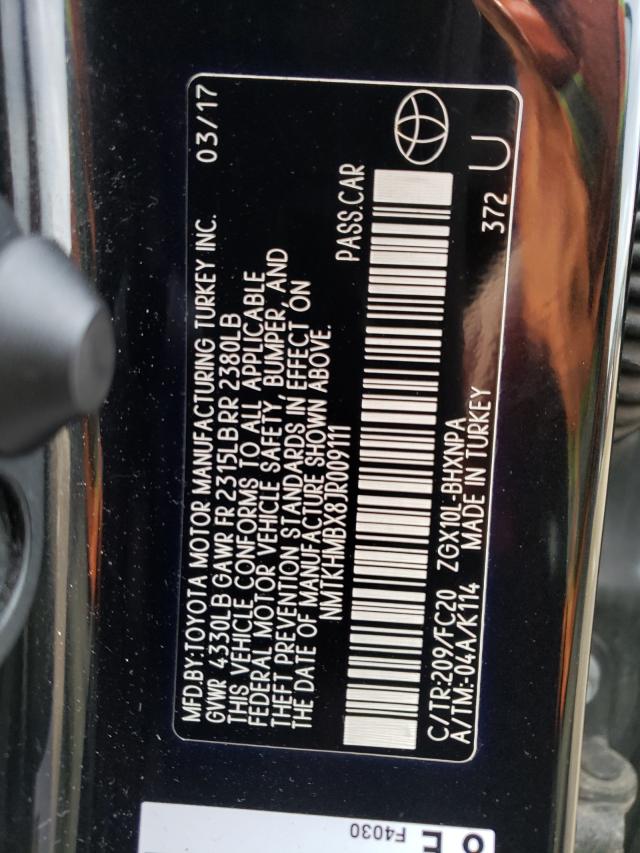 MFD.BY:TOYOTA MOTOR MANUFACTURING TURKEY INC. 03/17
GVWR 4330LB GAWR FR 2315LB RR 2380LB
THIS VEHICLE CONFORMS TO ALL APPLICABLE
FEDERAL MOTOR VEHICLE SAFETY, BUMPER, AND
THEFT PREVENTION STANDARDS IN EFFECT ON
THE DATE OF MANUFACTURE SHOWN ABOVE.
NMTKHMBX8JR009111 PASS.CAR
C/TR:209/FC20 ZGX10L-BHXNPA 372 U
A/TM:-04A/K114 MADE IN TURKEY
F4030